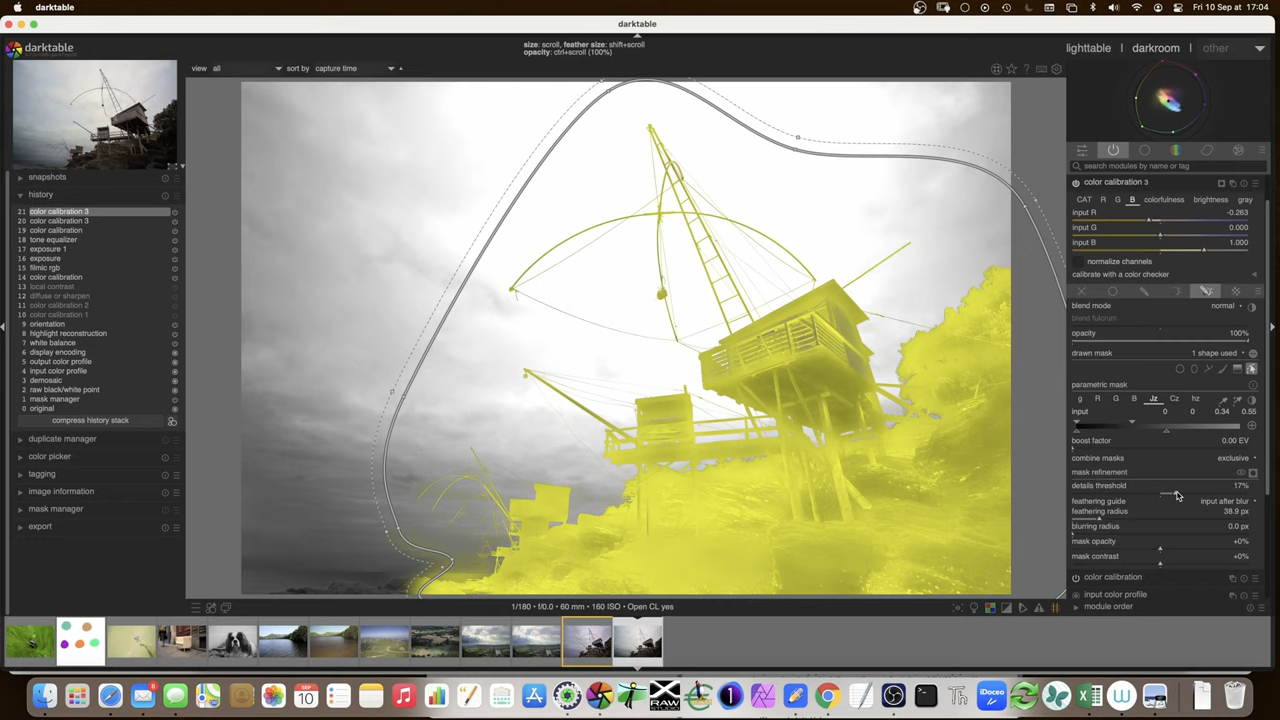 darktable
Window
Help
Fri 10 Sep at 17:04
darktable
darktable
size: scroll, feather size: shift+scroll
opacity: ctrl+scroll (100%)
lighttable | darkroom | other
view all sort by capture time
search modules by name or tag
snapshots
history
21 color calibration 3
20 color calibration 3
19 color calibration
18 tone equalizer
17 exposure 1
16 exposure
15 filmic rgb
14 color calibration
13 local contrast
12 diffuse or sharpen
11 color calibration 2
10 color calibration 1
9 orientation
8 highlight reconstruction
7 white balance
6 display encoding
5 output color profile
4 input color profile
3 demosaic
2 raw black/white point
1 mask manager
0 original
compress history stack
duplicate manager
color picker
tagging
image information
mask manager
export
color calibration 3
CAT R G B colorfulness brightness gray
input R -0.263
input G 0.000
input B 1.000
normalize channels
calibrate with a color checker
blend mode normal
blend fulcrum
opacity 100%
drawn mask 1 shape used
parametric mask
g R G B Jz Cz hz
input 0 0 0.34 0.55
boost factor 0.00 EV
combine masks exclusive
mask refinement
details threshold 17%
feathering guide input after blur
feathering radius 38.9 px
blurring radius 0.0 px
mask opacity +0%
mask contrast +0%
color calibration
input color profile
module order
1/180 • f/0.0 • 60 mm • 160 ISO • Open CL yes
SEP
10
RAW
STUDIO
iDoceo